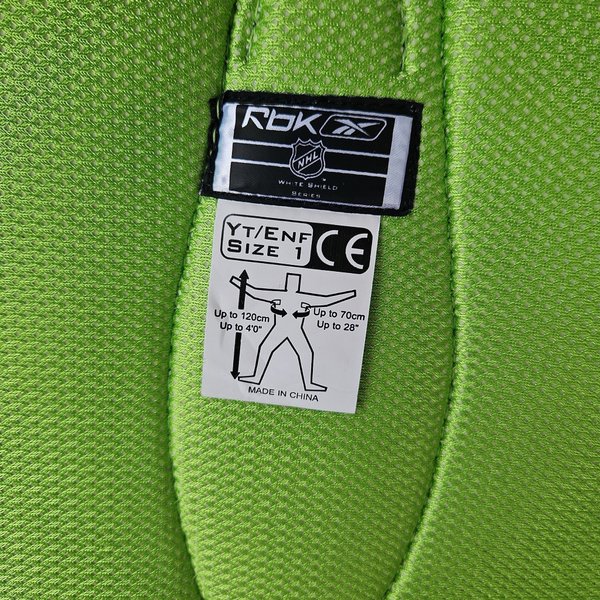 Rbk
NHL
™
WHITE SHIELD
SERIES
YT/ENF
SIZE 1
CE
Up to 120cm
Up to 4'0"
Up to 70cm
Up to 28"
MADE IN CHINA